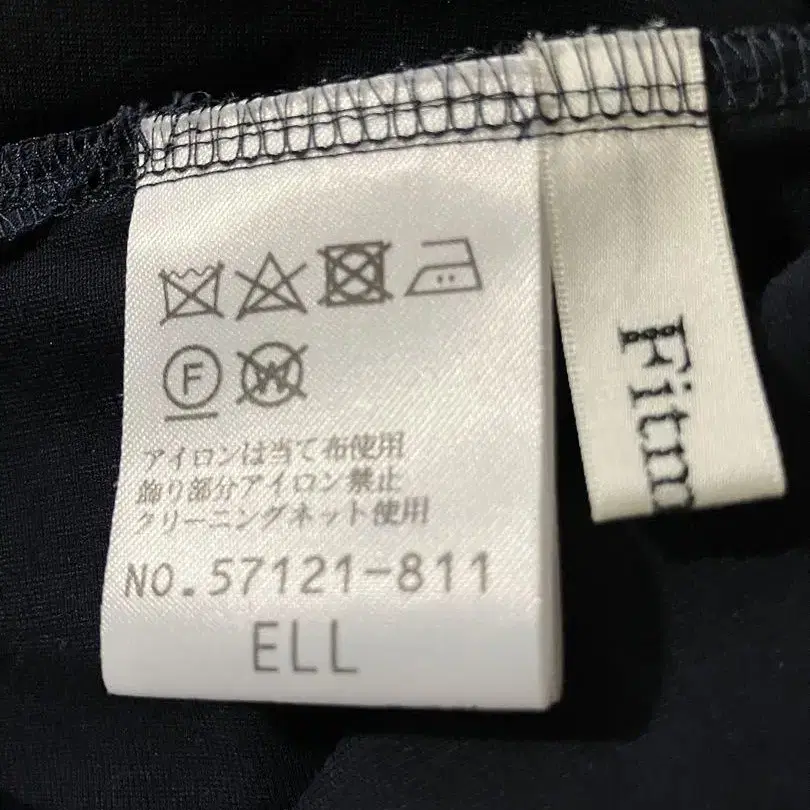 F W
アイロンは当て布使用
飾り部分アイロン禁止
クリーニングネット使用
NO.57121-811
ELL
Fitm